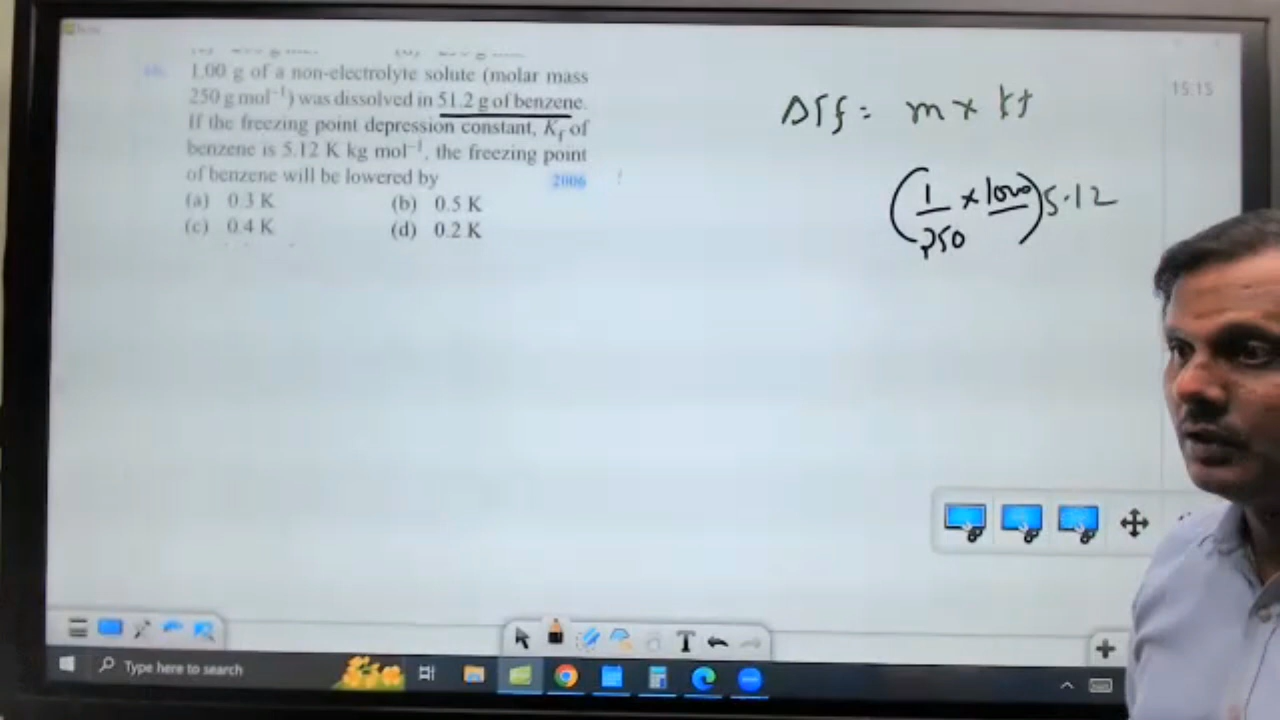 1.00 g of a non-electrolyte solute (molar mass
250 g mol⁻¹) was dissolved in 51.2 g of benzene.
If the freezing point depression constant, Kf of
benzene is 5.12 K kg mol⁻¹, the freezing point
of benzene will be lowered by
2006
(a) 0.3 K (b) 0.5 K
(c) 0.4 K (d) 0.2 K
15:15
ΔTf = m x kf
(1/250 x 1000) 5.12
T
Type here to search